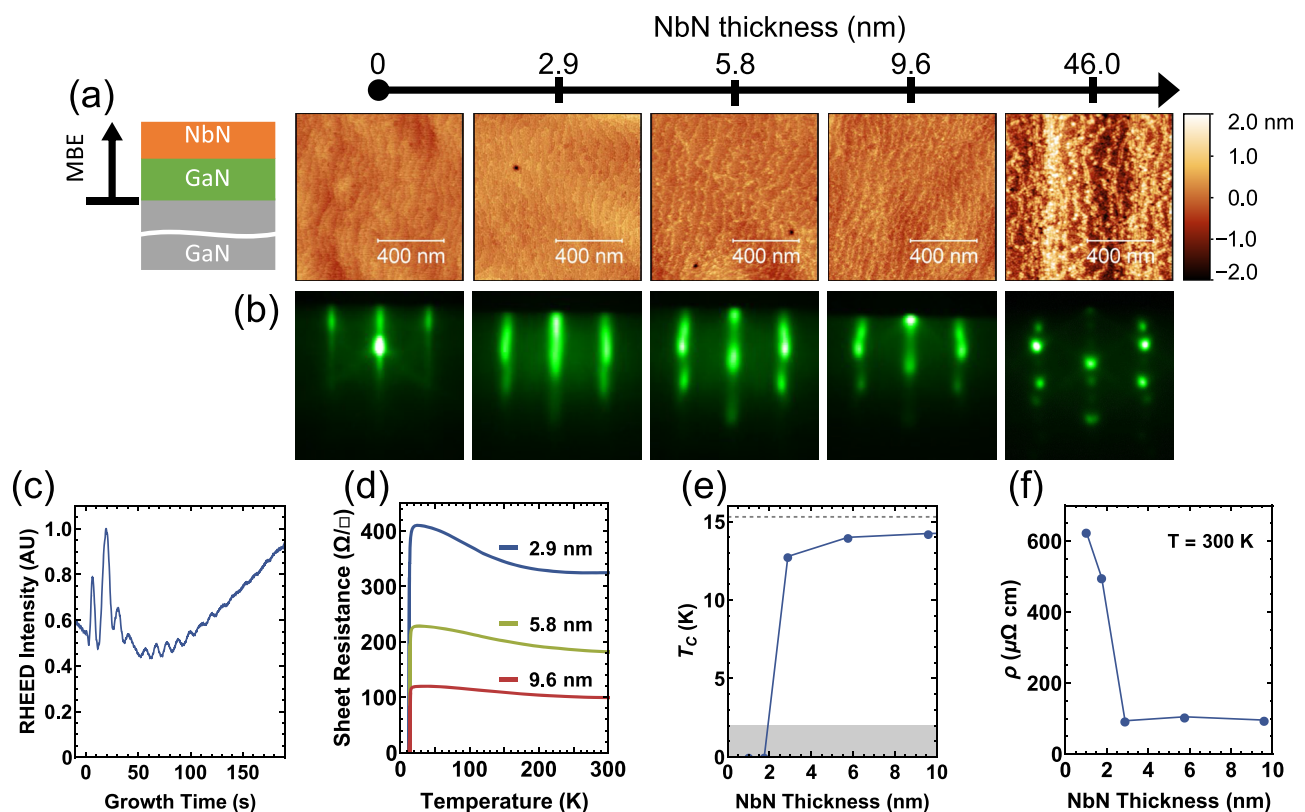 NbN thickness (nm)
0 2.9 5.8 9.6 46.0
(a)
MBE
NbN
GaN
GaN
400 nm 400 nm 400 nm 400 nm 400 nm
2.0 nm
1.0
0.0
−1.0
−2.0
(b)
(c)
RHEED Intensity (AU)
1.0
0.8
0.6
0.4
0.2
0
0 50 100 150
Growth Time (s)
(d)
Sheet Resistance (Ω/□)
400
300
200
100
0
2.9 nm
5.8 nm
9.6 nm
0 100 200 300
Temperature (K)
(e)
T_C (K)
15
10
5
0
0 2 4 6 8 10
NbN Thickness (nm)
(f)
ρ (μΩ cm)
600
400
200
0
T = 300 K
0 2 4 6 8 10
NbN Thickness (nm)